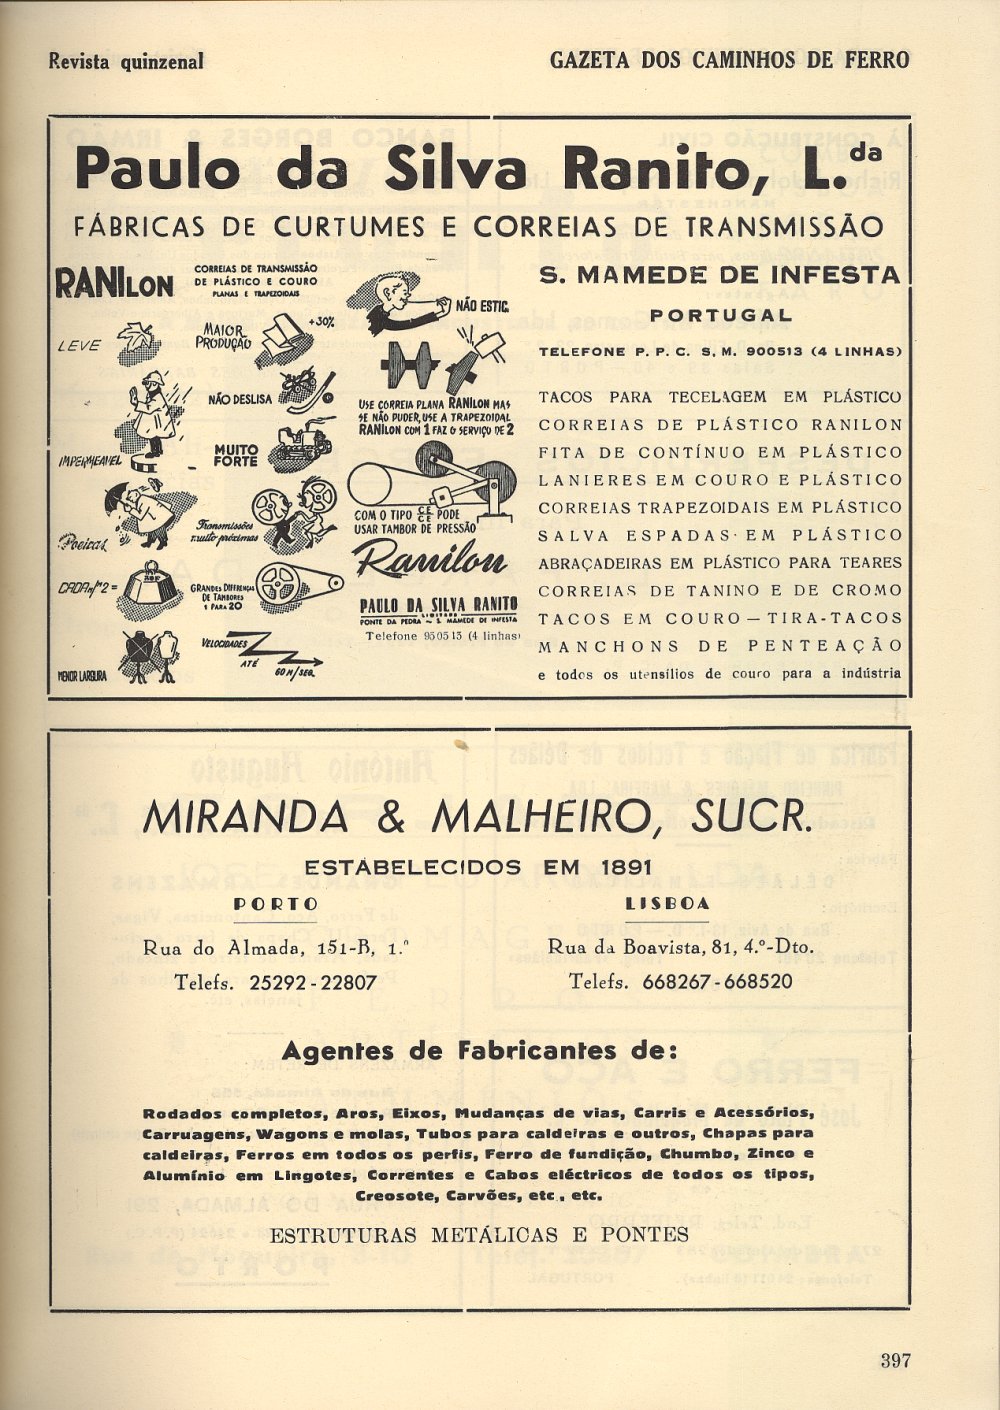 Revista quinzenal
GAZETA DOS CAMINHOS DE FERRO
Paulo da Silva Ranito, L.da
FÁBRICAS DE CURTUMES E CORREIAS DE TRANSMISSÃO
RANILON
CORREIAS DE TRANSMISSÃO
DE PLÁSTICO E COURO
PLANAS E TRAPEZOIDAIS
LEVE
MAIOR
PRODUÇÃO
+30%
NÃO DESLISA
IMPERMEAVEL
MUITO
FORTE
Poeiras
Transmissões
muito próximas
CADA m/m2 =
GRANDES DIFFRENÇAS
DE TAMBORES
1 PARA 20
MENOR LARGURA
VELOCIDADES
ATÉ
60 M/SEG.
NÃO ESTIC.
USE CORREIA PLANA RANILON MAS
SE NÃO PUDER, USE A TRAPEZOIDAL
RANILON COM 1 FAZ O SERVIÇO DE 2
COM O TIPO CE/CE PODE
USAR TAMBOR DE PRESSÃO
Ranilon
PAULO DA SILVA RANITO
LIMITADA
PONTE DA PEDRA — S. MAMEDE DE INFESTA
Telefone 950513 (4 linhas)
S. MAMEDE DE INFESTA
PORTUGAL
TELEFONE P. P. C. S. M. 900513 (4 LINHAS)
TACOS PARA TECELAGEM EM PLÁSTICO
CORREIAS DE PLÁSTICO RANILON
FITA DE CONTÍNUO EM PLÁSTICO
LANIERES EM COURO E PLÁSTICO
CORREIAS TRAPEZOIDAIS EM PLÁSTICO
SALVA ESPADAS EM PLÁSTICO
ABRAÇADEIRAS EM PLÁSTICO PARA TEARES
CORREIAS DE TANINO E DE CROMO
TACOS EM COURO — TIRA-TACOS
MANCHONS DE PENTEAÇÃO
e todos os utensílios de couro para a indústria
MIRANDA & MALHEIRO, SUCR.
ESTABELECIDOS EM 1891
PORTO
Rua do Almada, 151-B, 1.º
Telefs. 25292-22807
LISBOA
Rua da Boavista, 81, 4.º-Dto.
Telefs. 668267-668520
Agentes de Fabricantes de:
Rodados completos, Aros, Eixos, Mudanças de vias, Carris e Acessórios,
Carruagens, Wagons e molas, Tubos para caldeiras e outros, Chapas para
caldeiras, Ferros em todos os perfis, Ferro de fundição, Chumbo, Zinco e
Alumínio em Lingotes, Correntes e Cabos eléctricos de todos os tipos,
Creosote, Carvões, etc., etc.
ESTRUTURAS METÁLICAS E PONTES
397